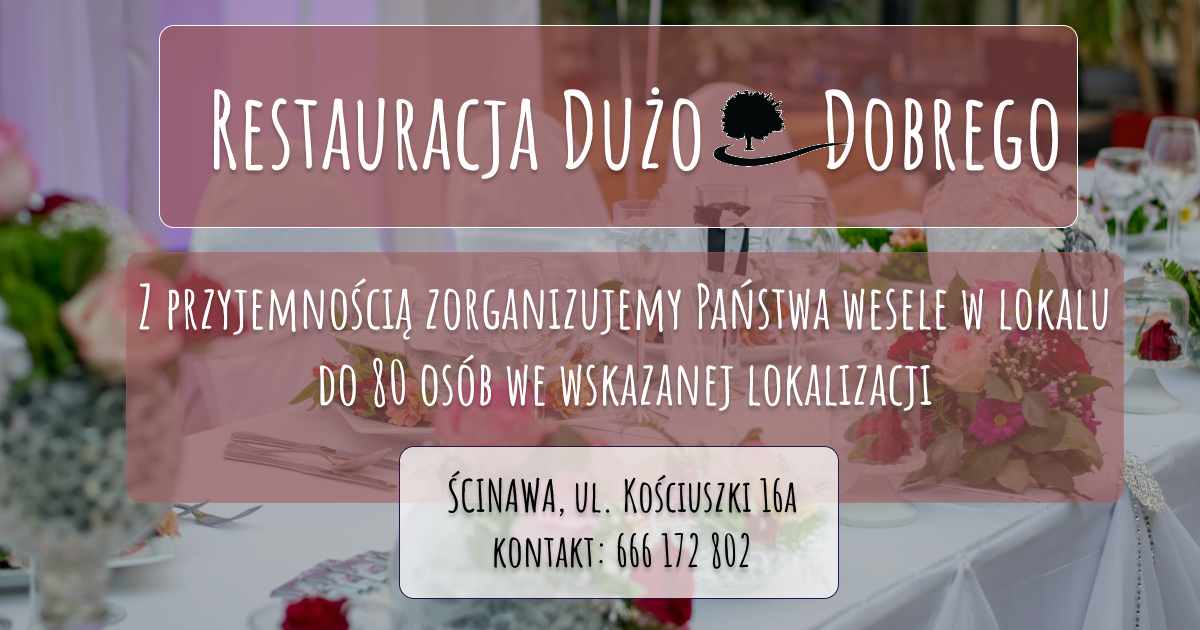 Restauracja Dużo Dobrego
Z przyjemnością zorganizujemy Państwa wesele w lokalu
do 80 osób we wskazanej lokalizacji
ŚCINAWA, ul. Kościuszki 16a
kontakt: 666 172 802